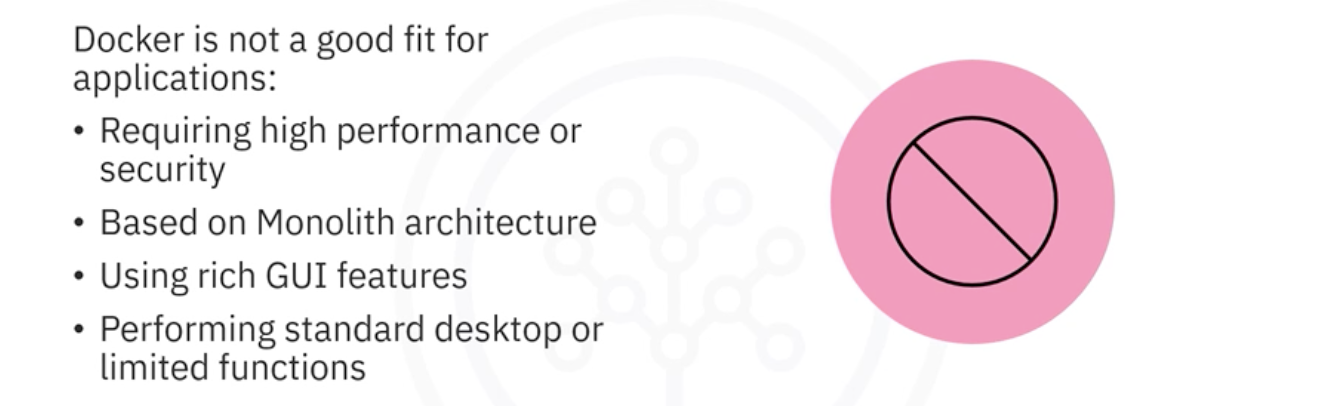 Docker is not a good fit for
applications:
• Requiring high performance or
security
• Based on Monolith architecture
• Using rich GUI features
• Performing standard desktop or
limited functions